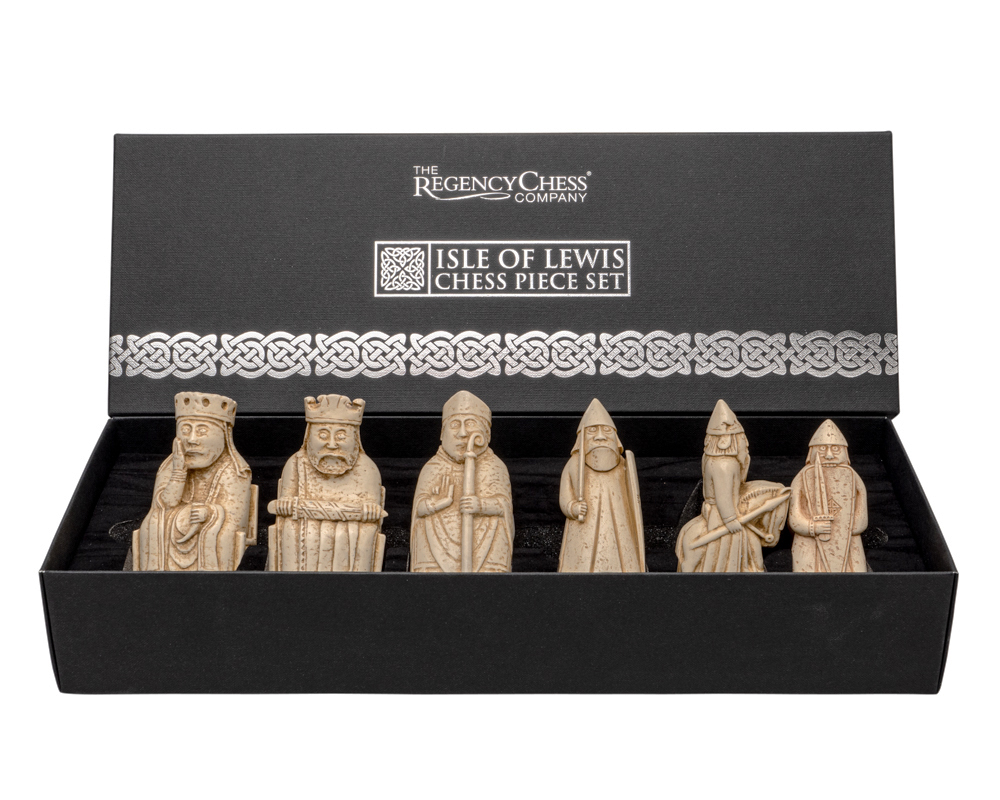 THE
REGENCY CHESS®
COMPANY
ISLE OF LEWIS
CHESS PIECE SET